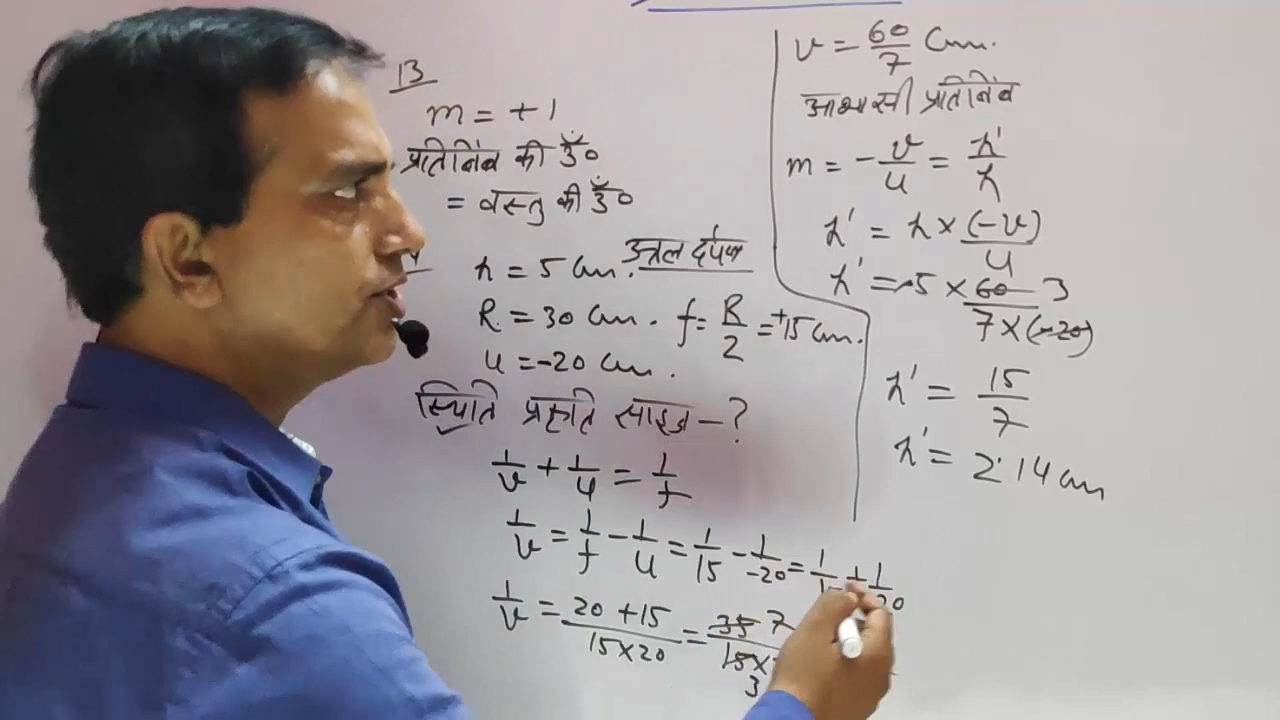 13
m = +1
प्रतिबिंब की ऊँ०
= वस्तु की ऊँ०
h = 5 cm. उत्तल दर्पण
R = 30 cm. f = R/2 = +15 cm.
u = -20 cm.
स्थिति प्रकृति साइज - ?
1/v + 1/u = 1/f
1/v = 1/f - 1/u = 1/15 - 1/-20 = 1/15 + 1/20
1/v = 20+15/15×20 = 35 7/15× 3
v = 60/7 cm.
आभासी प्रतिबिंब
m = -v/u = h'/h
h' = h × (-v)/u
h' = -5 × 60 3/7×(-20)
h' = 15/7
h' = 2.14 cm